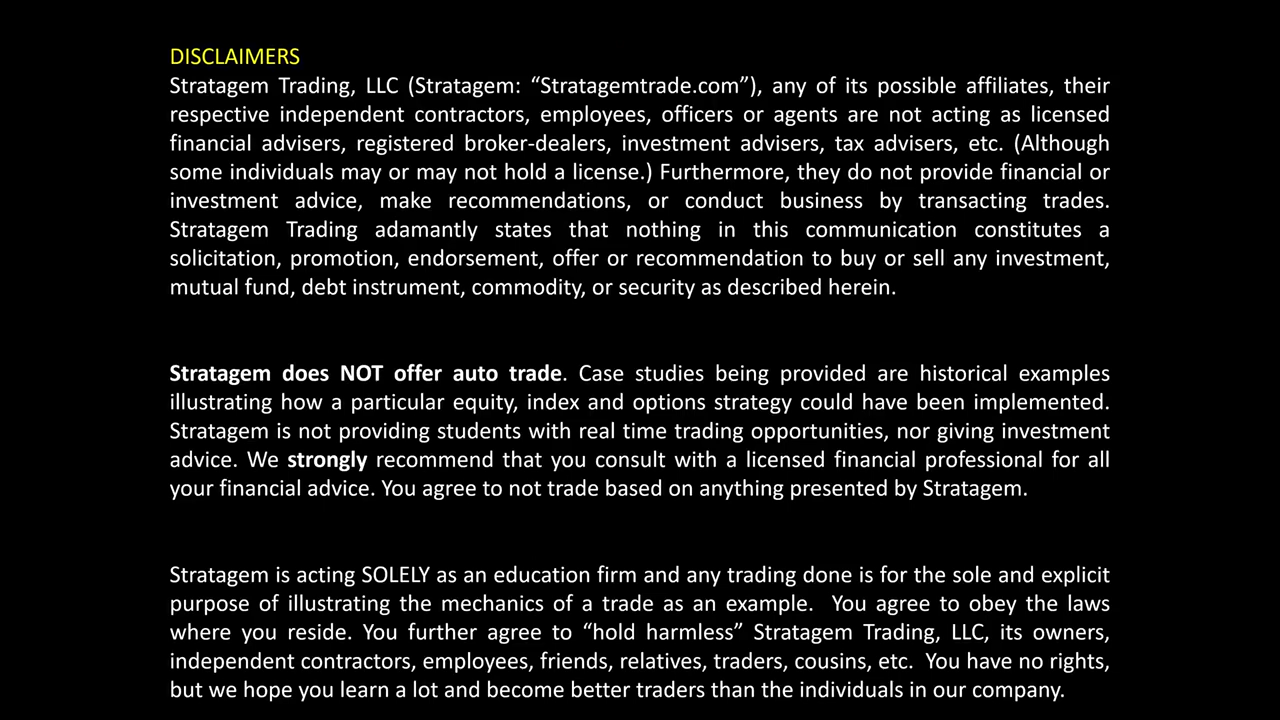 DISCLAIMERS
Stratagem Trading, LLC (Stratagem: “Stratagemtrade.com”), any of its possible affiliates, their
respective independent contractors, employees, officers or agents are not acting as licensed
financial advisers, registered broker-dealers, investment advisers, tax advisers, etc. (Although
some individuals may or may not hold a license.) Furthermore, they do not provide financial or
investment advice, make recommendations, or conduct business by transacting trades.
Stratagem Trading adamantly states that nothing in this communication constitutes a
solicitation, promotion, endorsement, offer or recommendation to buy or sell any investment,
mutual fund, debt instrument, commodity, or security as described herein.
Stratagem does NOT offer auto trade. Case studies being provided are historical examples
illustrating how a particular equity, index and options strategy could have been implemented.
Stratagem is not providing students with real time trading opportunities, nor giving investment
advice. We strongly recommend that you consult with a licensed financial professional for all
your financial advice. You agree to not trade based on anything presented by Stratagem.
Stratagem is acting SOLELY as an education firm and any trading done is for the sole and explicit
purpose of illustrating the mechanics of a trade as an example.  You agree to obey the laws
where you reside. You further agree to “hold harmless” Stratagem Trading, LLC, its owners,
independent contractors, employees, friends, relatives, traders, cousins, etc.  You have no rights,
but we hope you learn a lot and become better traders than the individuals in our company.